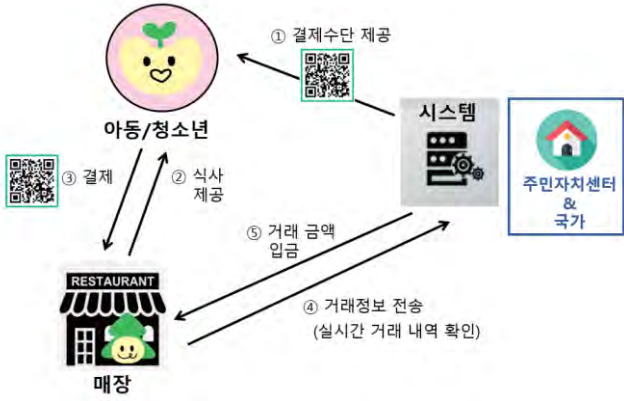 ① 결제수단 제공
아동/청소년
시스템
주민자치센터
&
국가
③ 결제
② 식사
제공
⑤ 거래 금액
입금
RESTAURANT
④ 거래정보 전송
(실시간 거래 내역 확인)
매장